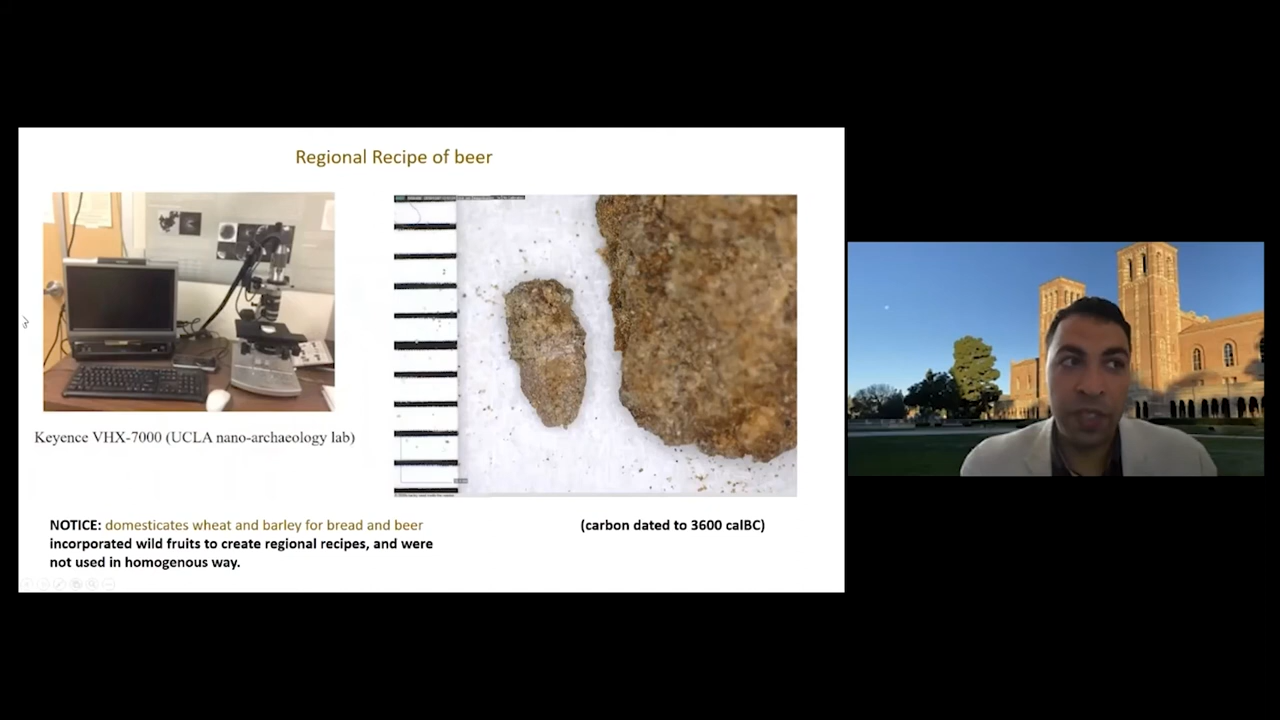 Regional Recipe of beer
Keyence VHX-7000 (UCLA nano-archaeology lab)
NOTICE: domesticates wheat and barley for bread and beer
incorporated wild fruits to create regional recipes, and were
not used in homogenous way.
(carbon dated to 3600 calBC)